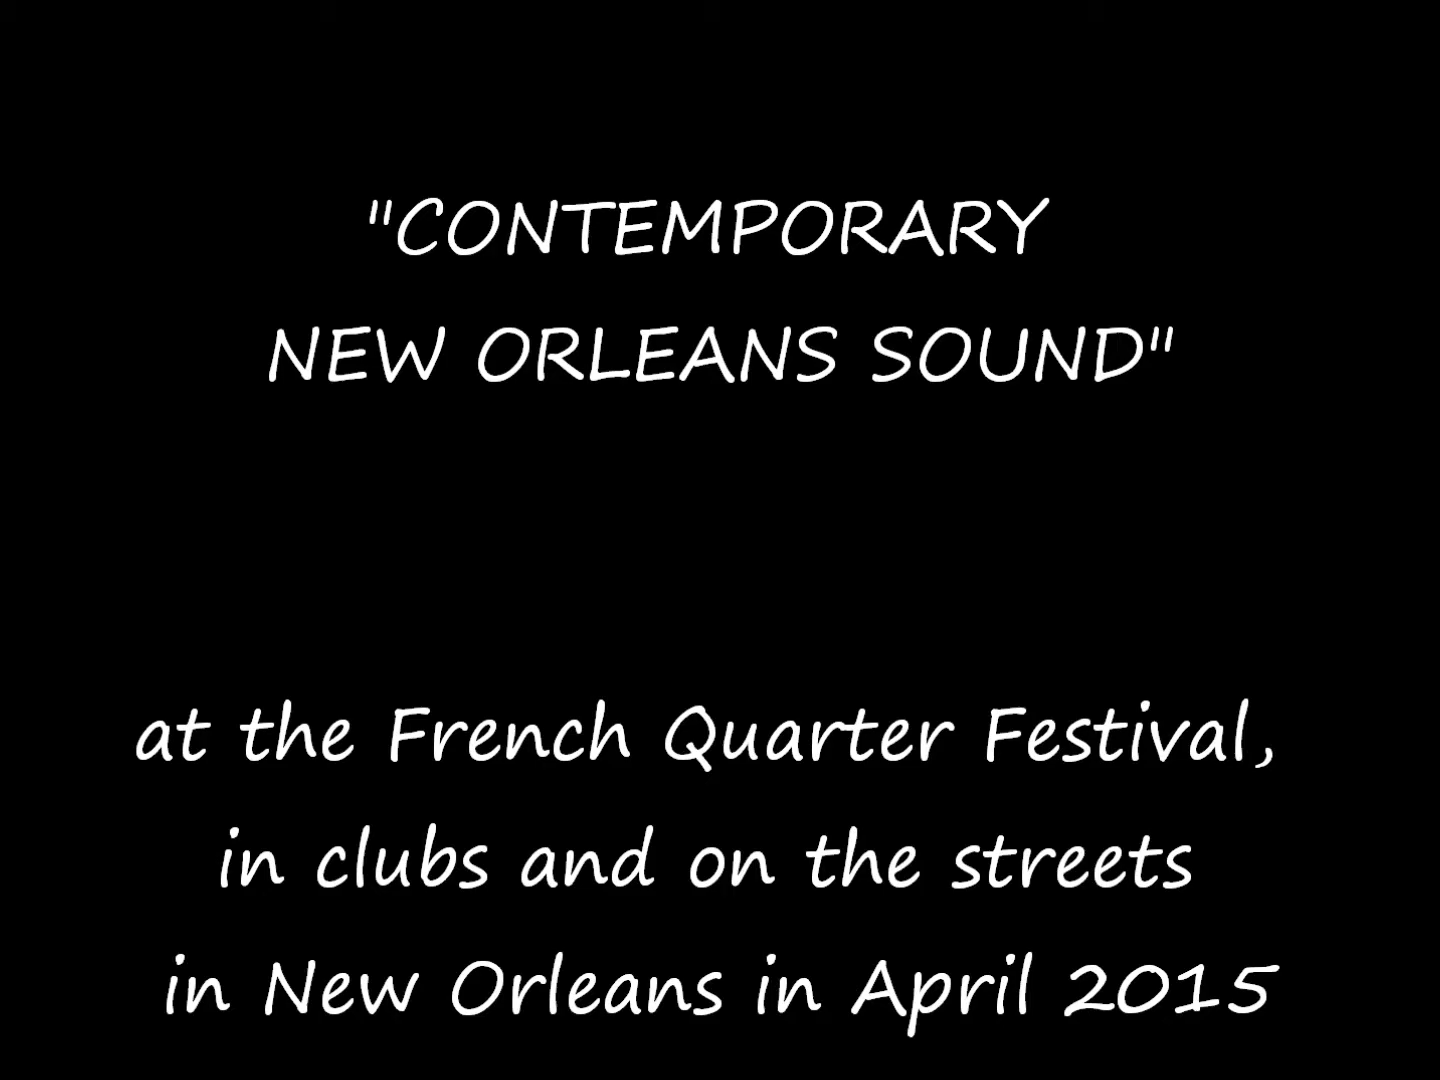 "CONTEMPORARY
NEW ORLEANS SOUND"
at the French Quarter Festival,
in clubs and on the streets
in New Orleans in April 2015